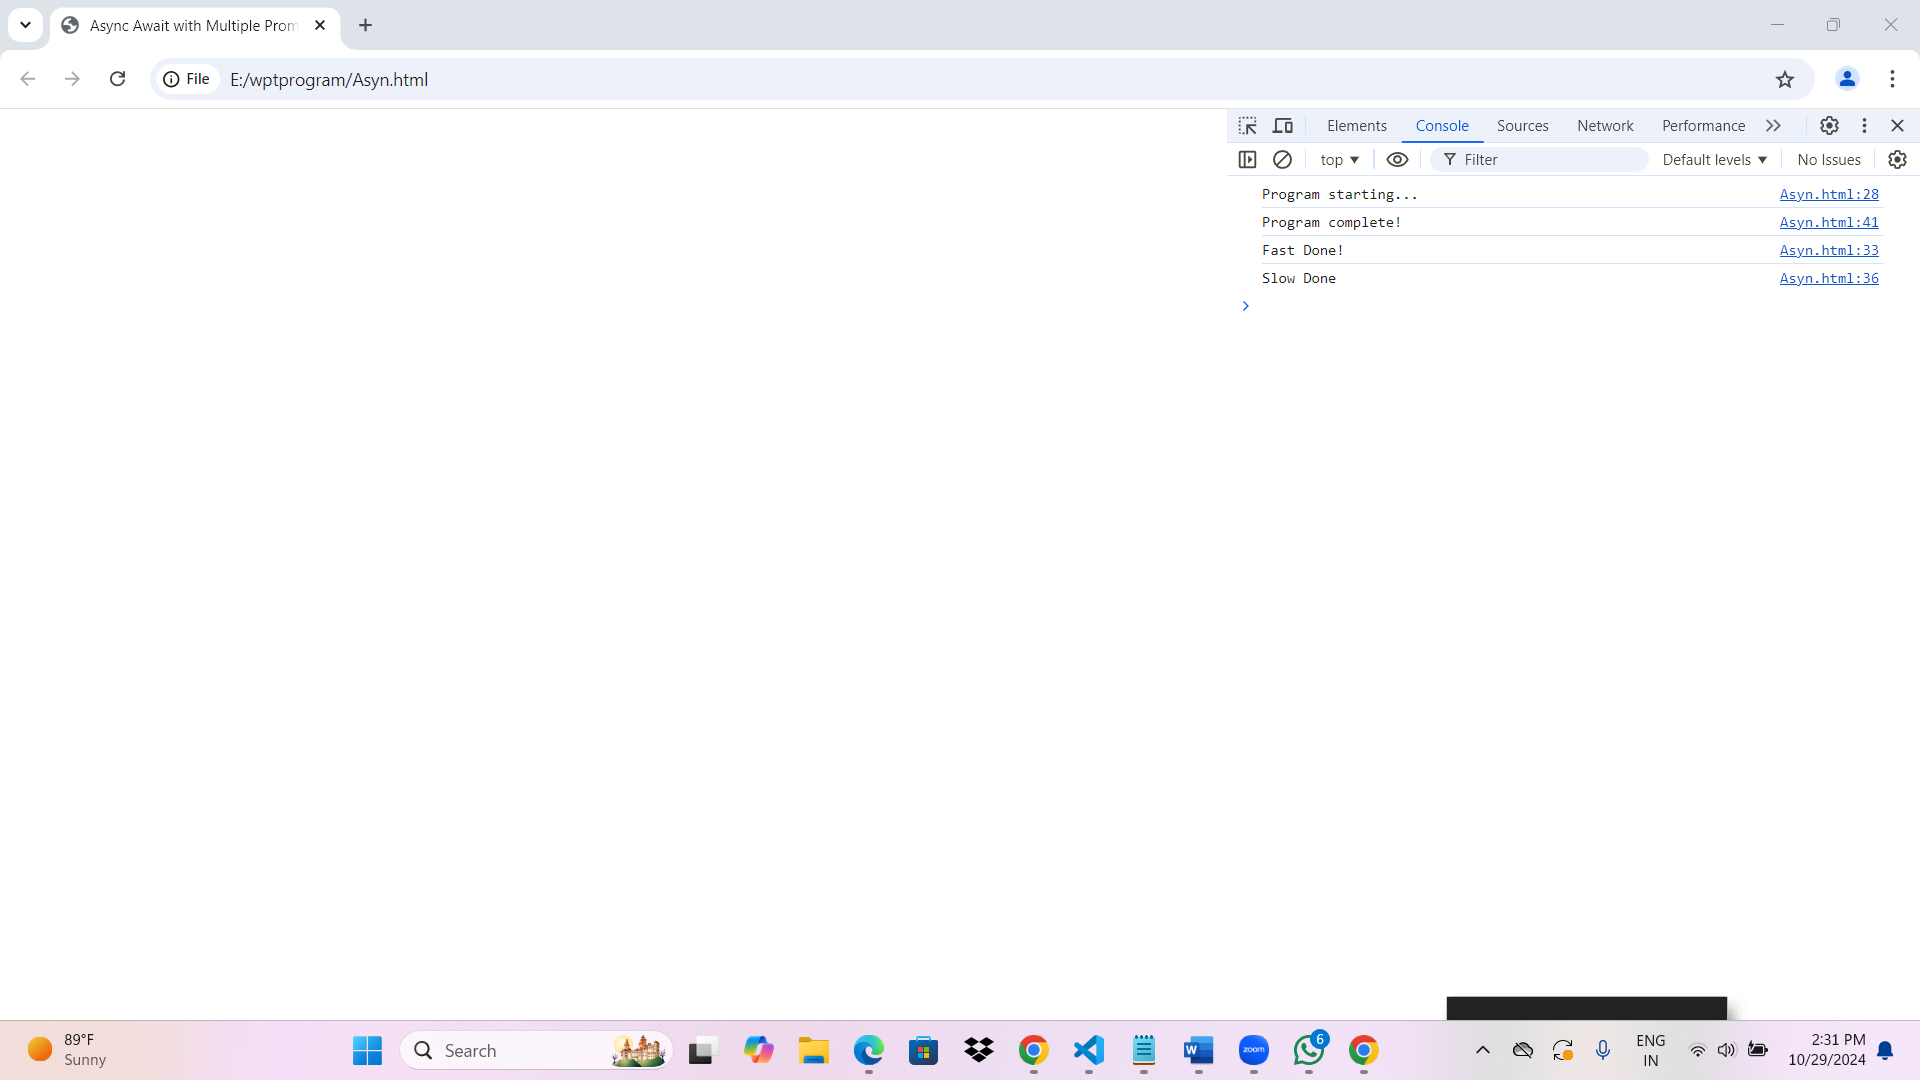 Async Await with Multiple Prom
File E:/wptprogram/Asyn.html
Elements Console Sources Network Performance
top Filter Default levels No Issues
Program starting... Asyn.html:28
Program complete! Asyn.html:41
Fast Done! Asyn.html:33
Slow Done Asyn.html:36
89°F
Sunny
Search
W
zoom
6
ENG
IN
2:31 PM
10/29/2024